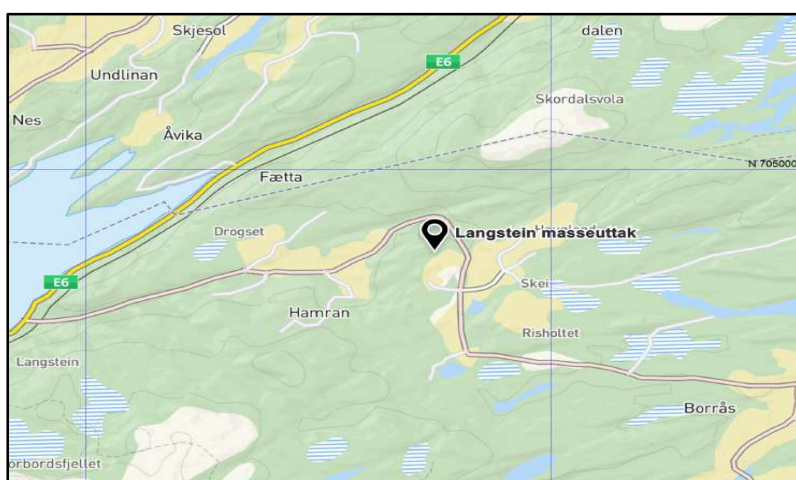 Skjesol
dalen
E6
Undlinan
Skordalsvola
Nes
Åvika
N 705000
Fætta
Drogset
Langstein masseuttak
E6
Skei
Hamran
Risholtet
Langstein
Borrås
orbordsfjellet